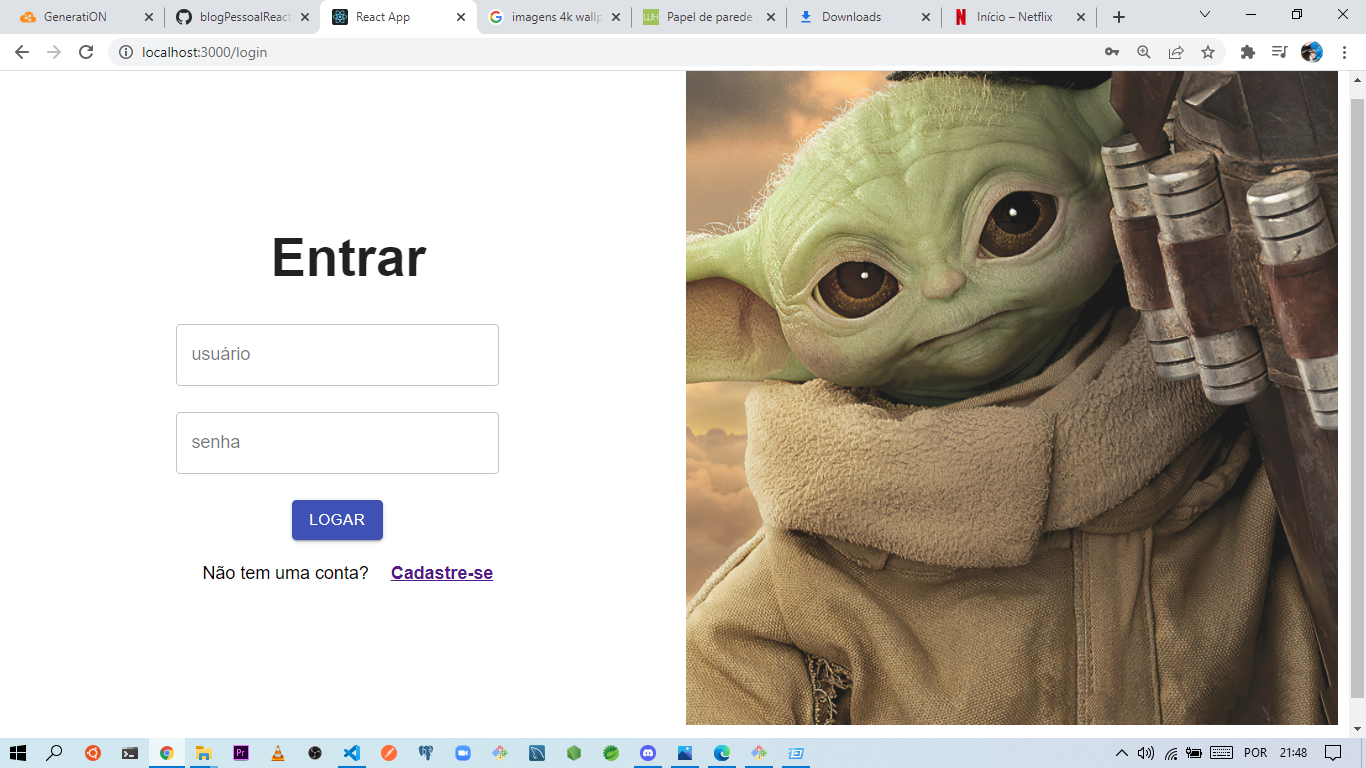 GeneratiON
blogPessoalReact
React App
imagens 4k wallp
Papel de parede
Downloads
Início – Netflix
localhost:3000/login
Entrar
usuário
senha
LOGAR
Não tem uma conta? Cadastre-se
Pr
POR
21:48